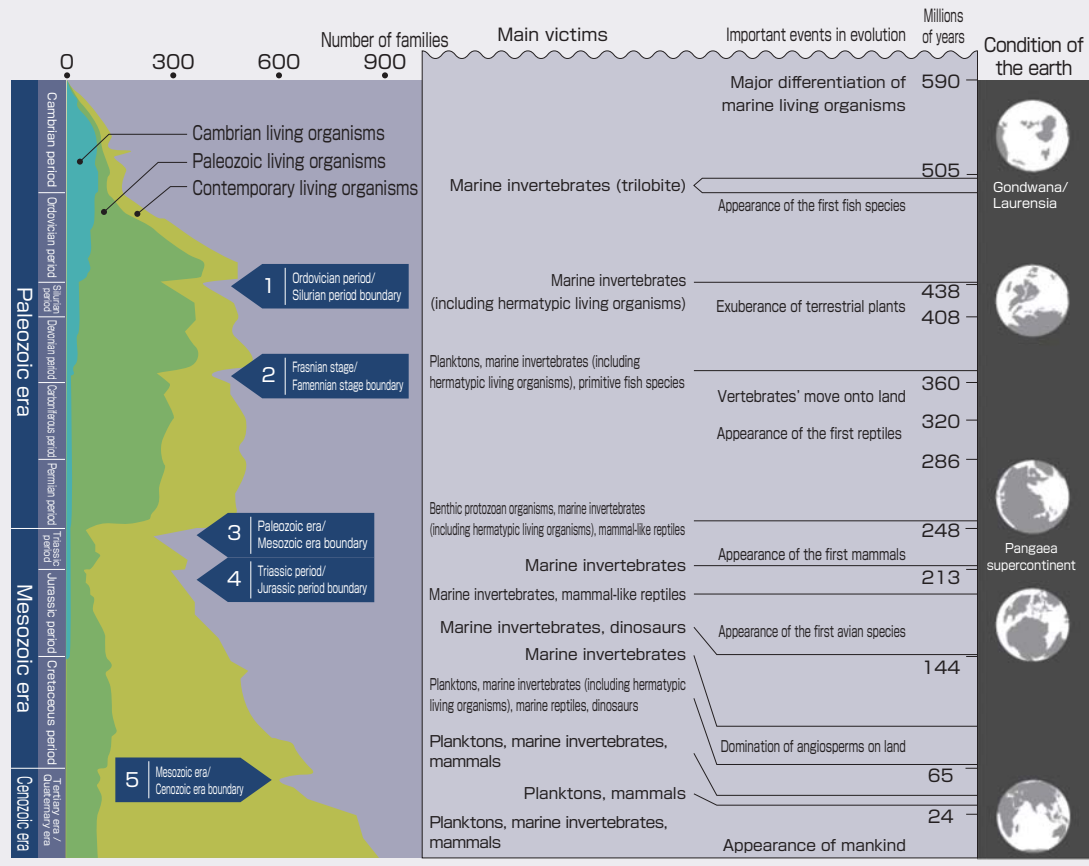 Number of families
0 300 600 900
Main victims
Important events in evolution
Millions
of years
Condition of
the earth
Paleozoic era
Mesozoic era
Cenozoic era
Cambrian period
Ordovician period
Silurian
period
Devonian period
Carboniferous period
Permian period
Triassic
period
Jurassic period
Cretaceous period
Tertiary era /
Quaternary era
Cambrian living organisms
Paleozoic living organisms
Contemporary living organisms
1
Ordovician period/
Silurian period boundary
2
Frasnian stage/
Famennian stage boundary
3
Paleozoic era/
Mesozoic era boundary
4
Triassic period/
Jurassic period boundary
5
Mesozoic era/
Cenozoic era boundary
Marine invertebrates (trilobite)
Marine invertebrates
(including hermatypic living organisms)
Planktons, marine invertebrates (including
hermatypic living organisms), primitive fish species
Benthic protozoan organisms, marine invertebrates
(including hermatypic living organisms), mammal-like reptiles
Marine invertebrates
Marine invertebrates, mammal-like reptiles
Marine invertebrates, dinosaurs
Marine invertebrates
Planktons, marine invertebrates (including hermatypic
living organisms), marine reptiles, dinosaurs
Planktons, marine invertebrates,
mammals
Planktons, mammals
Planktons, marine invertebrates,
mammals
Major differentiation of
marine living organisms
Appearance of the first fish species
Exuberance of terrestrial plants
Vertebrates' move onto land
Appearance of the first reptiles
Appearance of the first mammals
Appearance of the first avian species
Domination of angiosperms on land
Appearance of mankind
590
505
438
408
360
320
286
248
213
144
65
24
Gondwana/
Laurensia
Pangaea
supercontinent